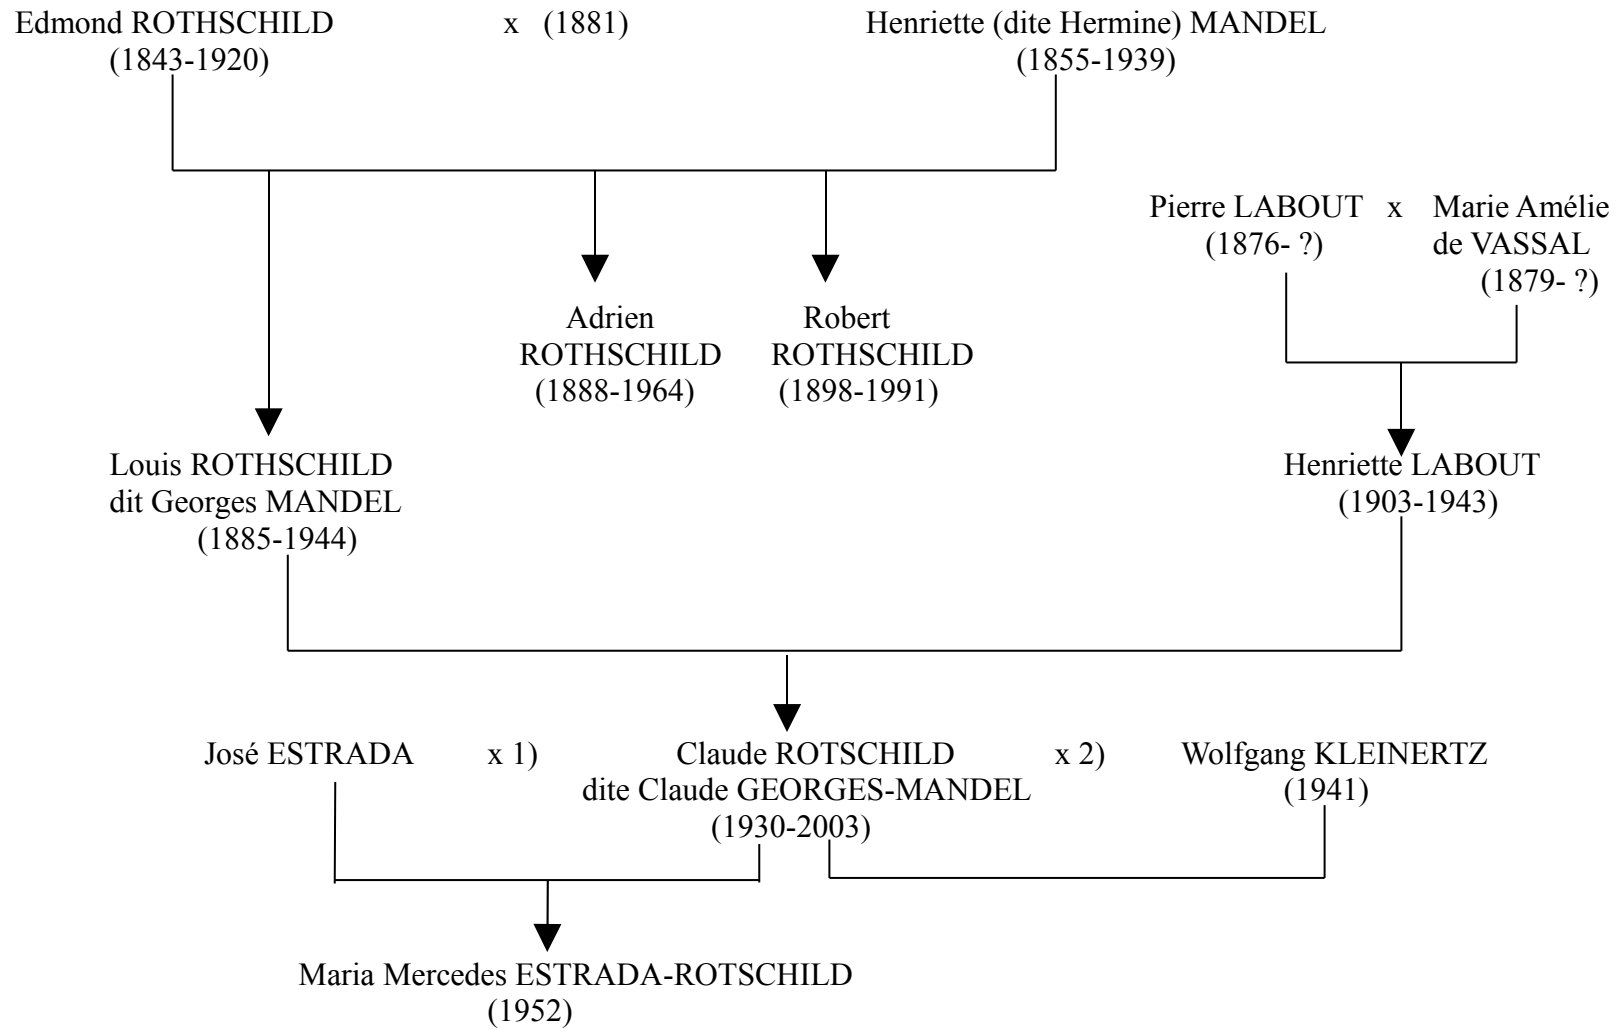 Edmond ROTHSCHILD x (1881) Henriette (dite Hermine) MANDEL
(1843-1920) (1855-1939)
Pierre LABOUT x Marie Amélie
(1876- ?) de VASSAL
(1879- ?)
Adrien Robert
ROTHSCHILD ROTHSCHILD
(1888-1964) (1898-1991)
Louis ROTHSCHILD Henriette LABOUT
dit Georges MANDEL (1903-1943)
(1885-1944)
José ESTRADA x 1) Claude ROTSCHILD x 2) Wolfgang KLEINERTZ
dite Claude GEORGES-MANDEL (1941)
(1930-2003)
Maria Mercedes ESTRADA-ROTSCHILD
(1952)